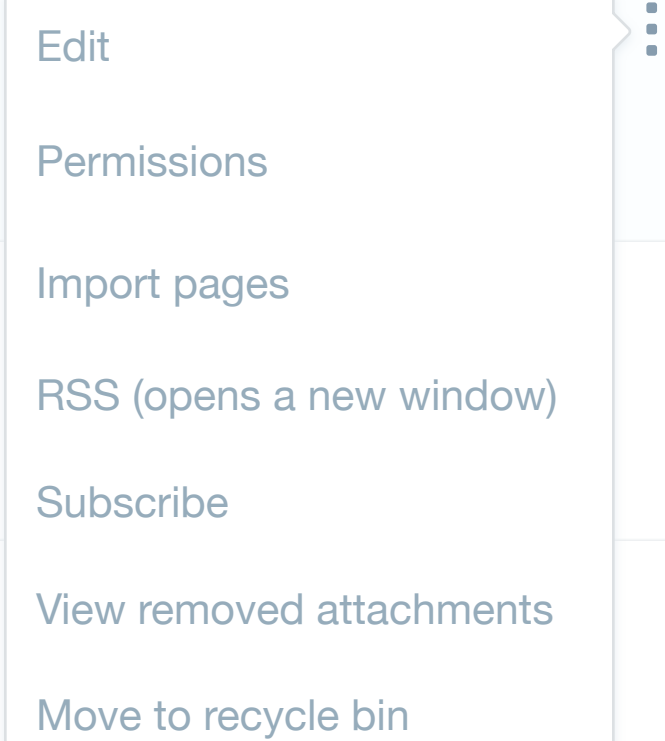 Edit
Permissions
Import pages
RSS (opens a new window)
Subscribe
View removed attachments
Move to recycle bin